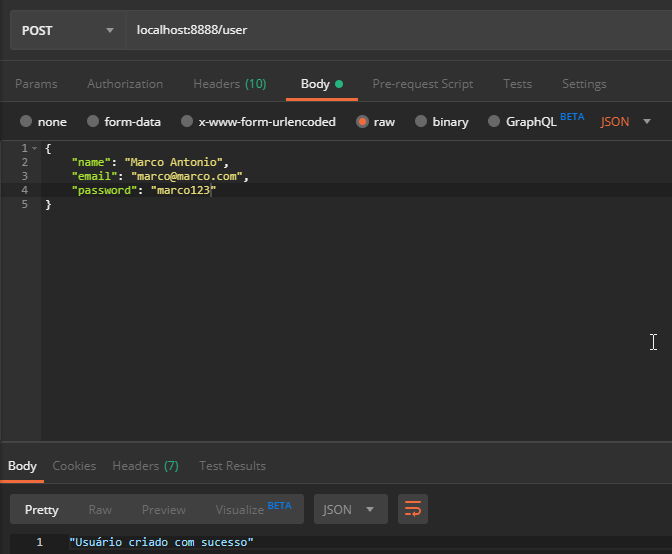 POST localhost:8888/user
Params Authorization Headers (10) Body Pre-request Script Tests Settings
none form-data x-www-form-urlencoded raw binary GraphQL BETA JSON
1 {
2 "name": "Marco Antonio",
3 "email": "marco@marco.com",
4 "password": "marco123"
5 }
Body Cookies Headers (7) Test Results
Pretty Raw Preview Visualize BETA JSON
1 "Usuário criado com sucesso"